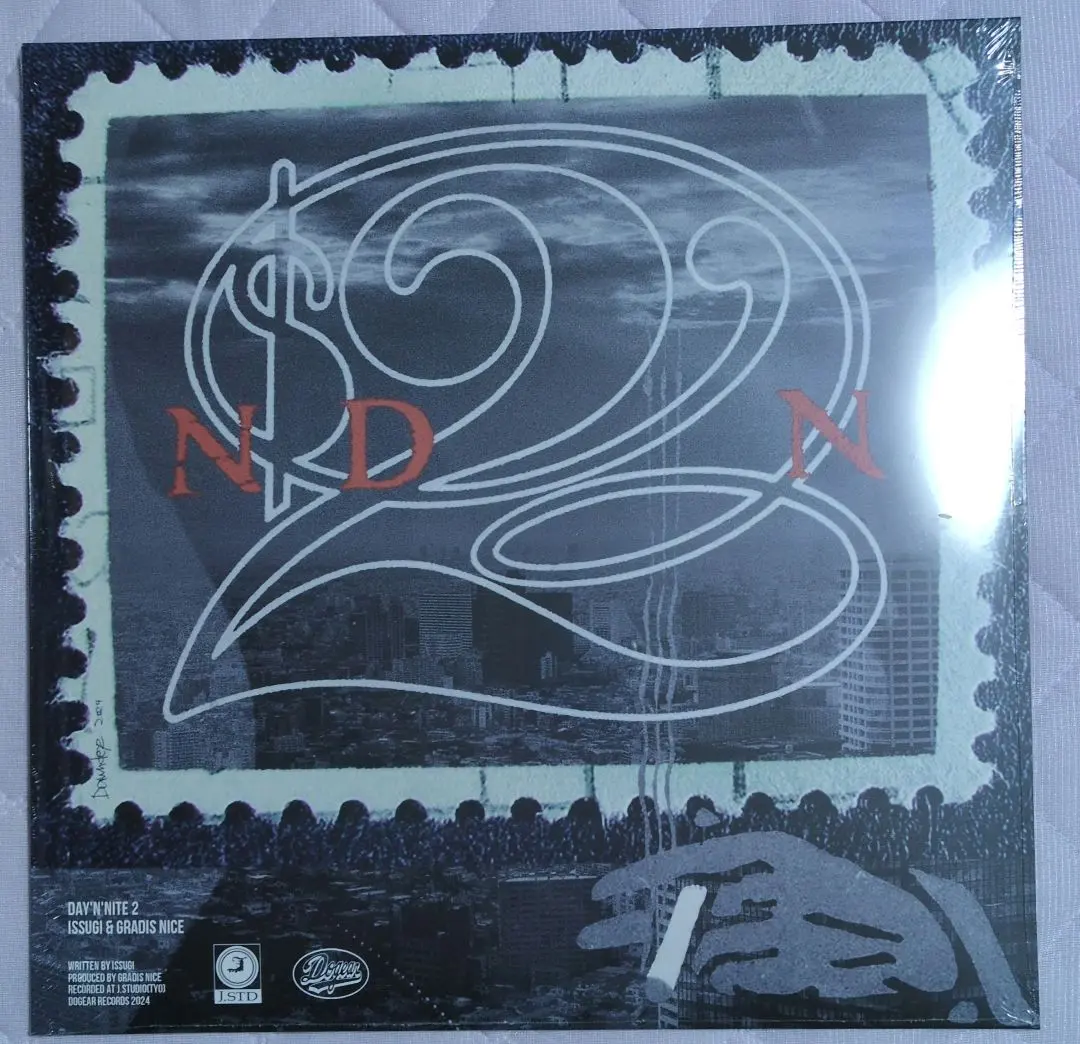 $
2
N D N
Downdope 2024
DAY'N'NITE 2
ISSUGI & GRADIS NICE
WRITTEN BY ISSUGI
PRODUCED BY GRADIS NICE
RECORDED AT J.STUDIO(TYO)
DOGEAR RECORDS 2024
J.STD
Dogear